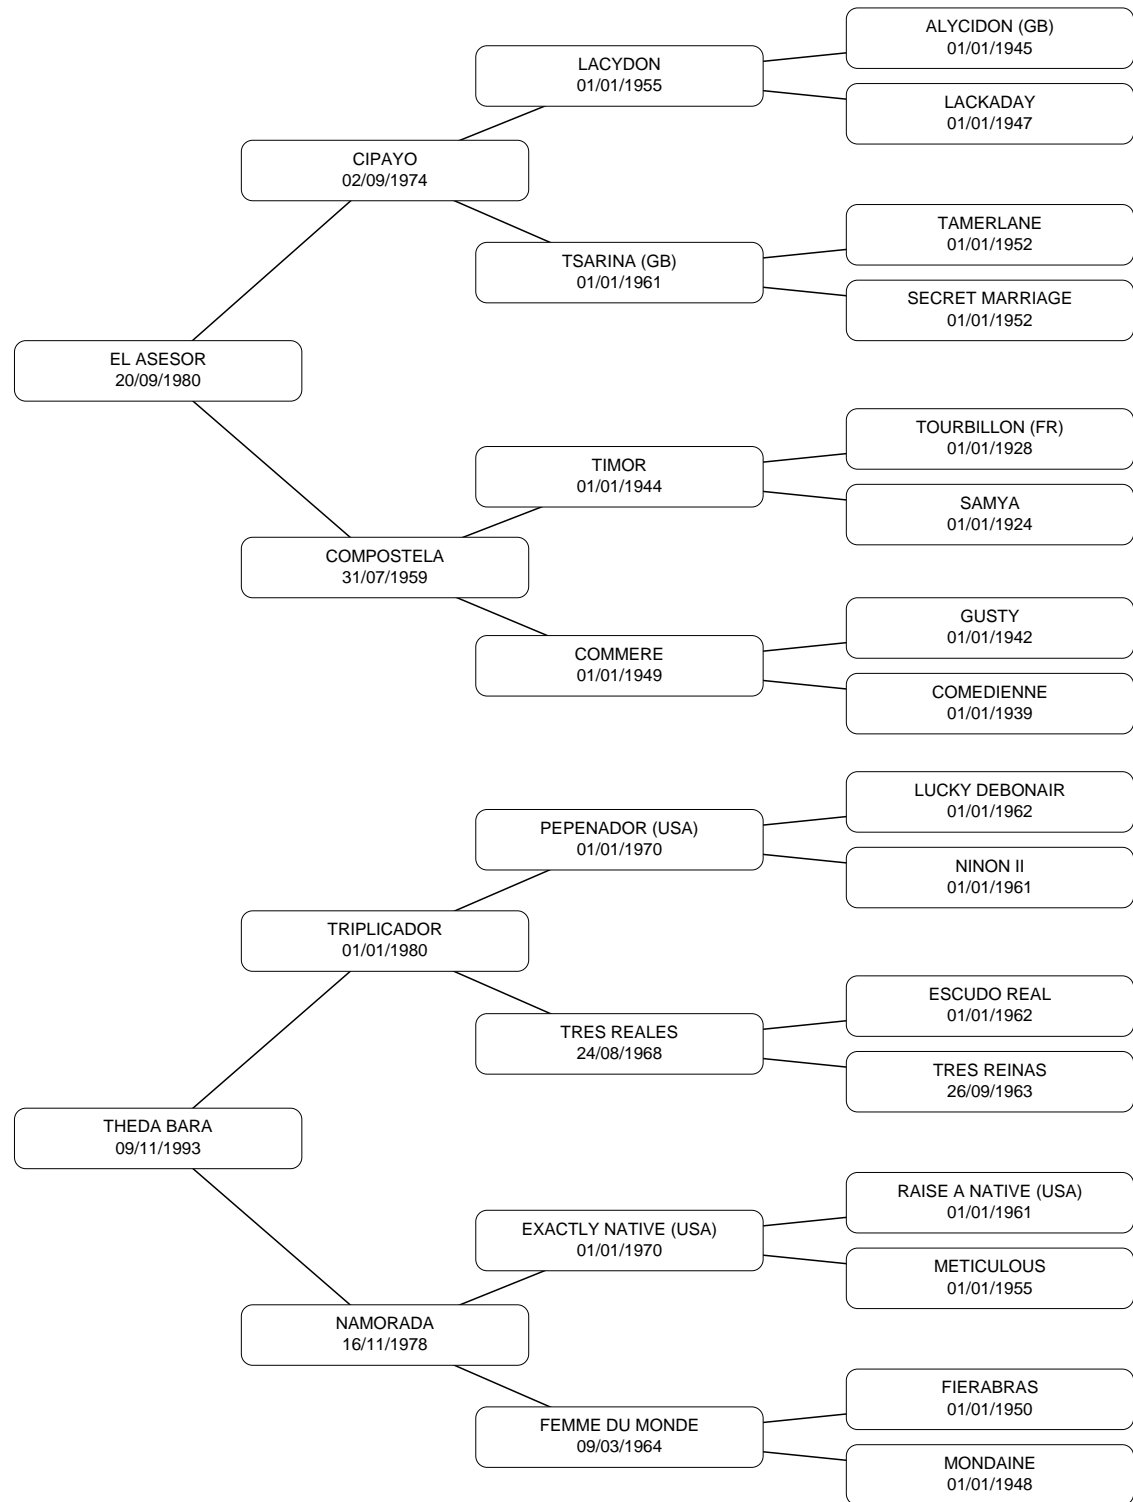 ALYCIDON (GB)
01/01/1945
LACYDON
01/01/1955
LACKADAY
01/01/1947
CIPAYO
02/09/1974
TAMERLANE
01/01/1952
TSARINA (GB)
01/01/1961
SECRET MARRIAGE
01/01/1952
EL ASESOR
20/09/1980
TOURBILLON (FR)
01/01/1928
TIMOR
01/01/1944
SAMYA
01/01/1924
COMPOSTELA
31/07/1959
GUSTY
01/01/1942
COMMERE
01/01/1949
COMEDIENNE
01/01/1939
LUCKY DEBONAIR
01/01/1962
PEPENADOR (USA)
01/01/1970
NINON II
01/01/1961
TRIPLICADOR
01/01/1980
ESCUDO REAL
01/01/1962
TRES REALES
24/08/1968
TRES REINAS
26/09/1963
THEDA BARA
09/11/1993
RAISE A NATIVE (USA)
01/01/1961
EXACTLY NATIVE (USA)
01/01/1970
METICULOUS
01/01/1955
NAMORADA
16/11/1978
FIERABRAS
01/01/1950
FEMME DU MONDE
09/03/1964
MONDAINE
01/01/1948